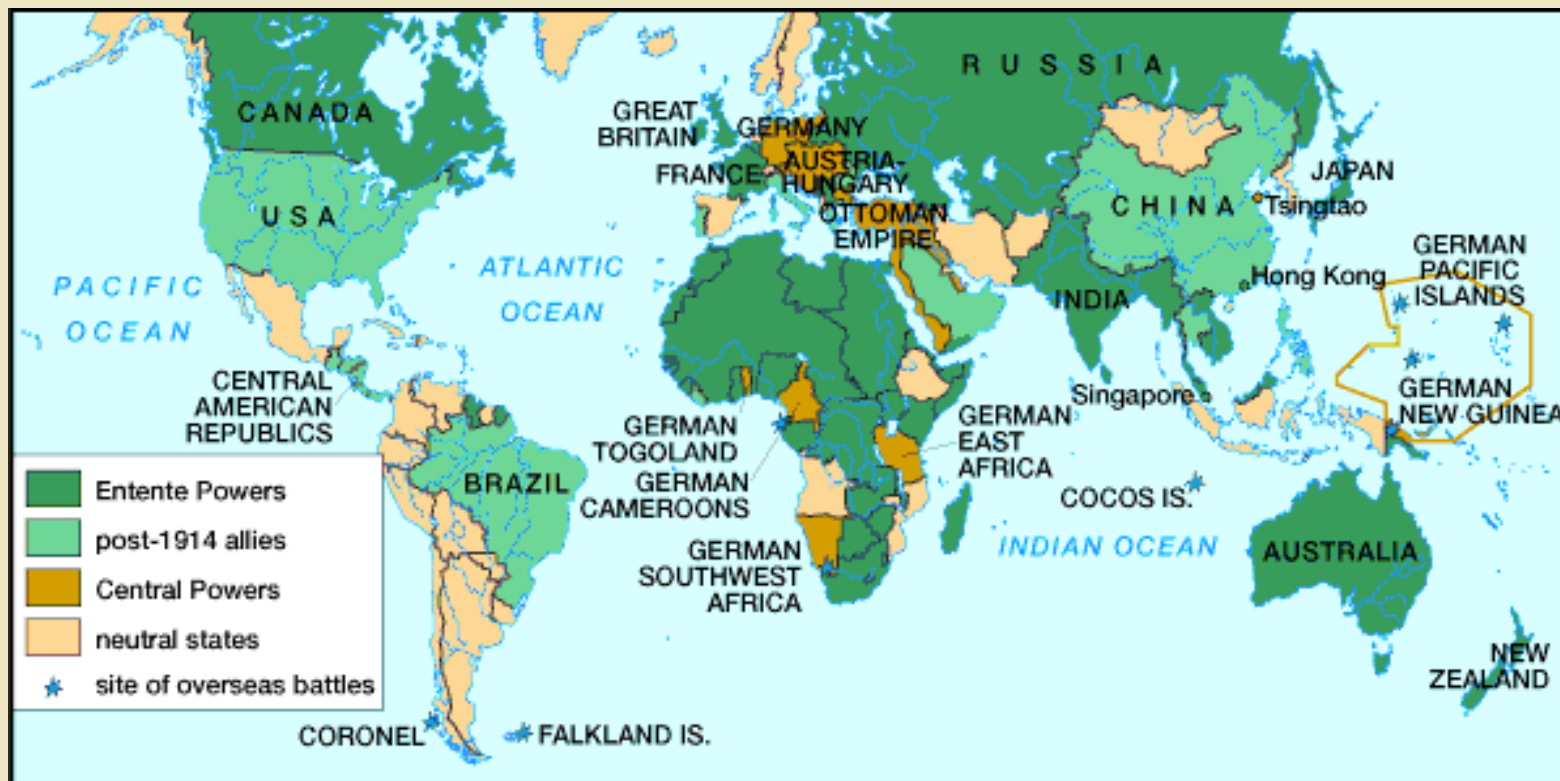 RUSSIA
CANADA
GREAT
BRITAIN
GERMANY
AUSTRIA-
HUNGARY
FRANCE
JAPAN
USA
CHINA
Tsingtao
OTTOMAN
EMPIRE
GERMAN
PACIFIC
ISLANDS
ATLANTIC
OCEAN
PACIFIC
OCEAN
Hong Kong
INDIA
CENTRAL
AMERICAN
REPUBLICS
Singapore
GERMAN
NEW GUINEA
GERMAN
TOGOLAND
GERMAN
EAST
AFRICA
GERMAN
CAMEROONS
BRAZIL
COCOS IS.
INDIAN OCEAN
AUSTRALIA
GERMAN
SOUTHWEST
AFRICA
NEW
ZEALAND
Entente Powers
post-1914 allies
Central Powers
neutral states
site of overseas battles
CORONEL
FALKLAND IS.